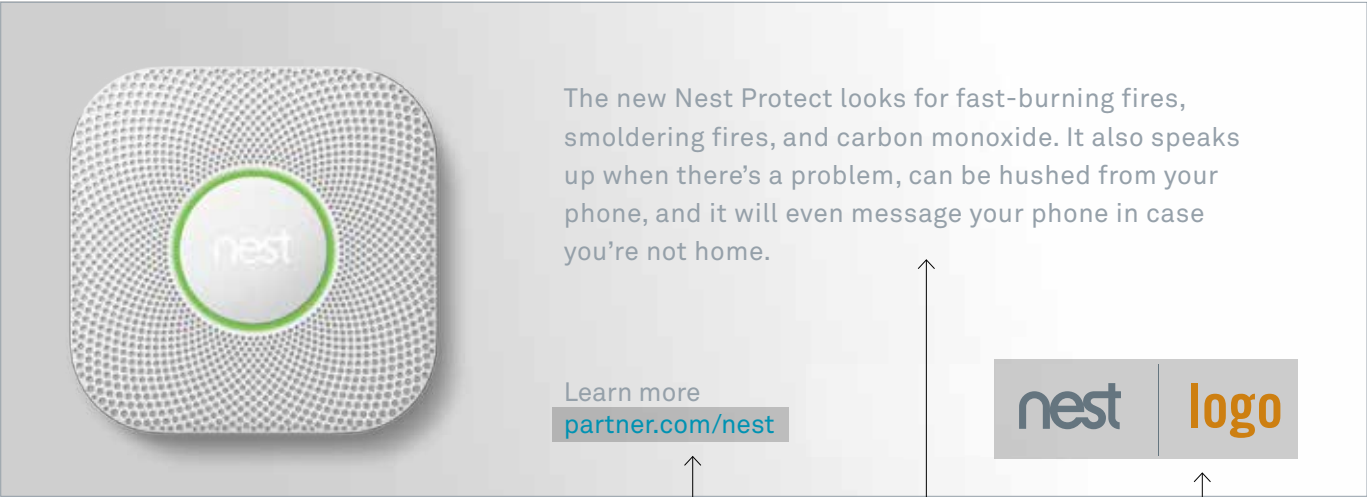 The new Nest Protect looks for fast-burning fires,
smoldering fires, and carbon monoxide. It also speaks
up when there's a problem, can be hushed from your
phone, and it will even message your phone in case
you're not home.
nest
Learn more
partner.com/nest
nest | logo